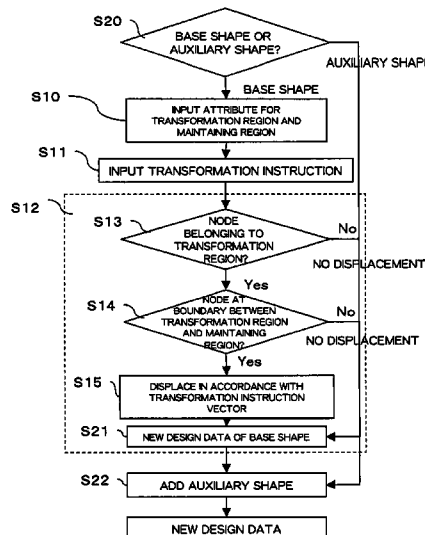 S20
BASE SHAPE OR
AUXILIARY SHAPE?
AUXILIARY SHAPE
BASE SHAPE
S10
INPUT ATTRIBUTE FOR
TRANSFORMATION REGION AND
MAINTAINING REGION
S11
INPUT TRANSFORMATION INSTRUCTION
S12
S13
NODE
BELONGING TO
TRANSFORMATION
REGION?
No
NO DISPLACEMENT
Yes
S14
NODE AT
BOUNDARY BETWEEN
TRANSFORMATION REGION
AND MAINTAINING
REGION?
No
NO DISPLACEMENT
Yes
S15
DISPLACE IN ACCORDANCE WITH
TRANSFORMATION INSTRUCTION
VECTOR
S21
NEW DESIGN DATA OF BASE SHAPE
S22
ADD AUXILIARY SHAPE
NEW DESIGN DATA